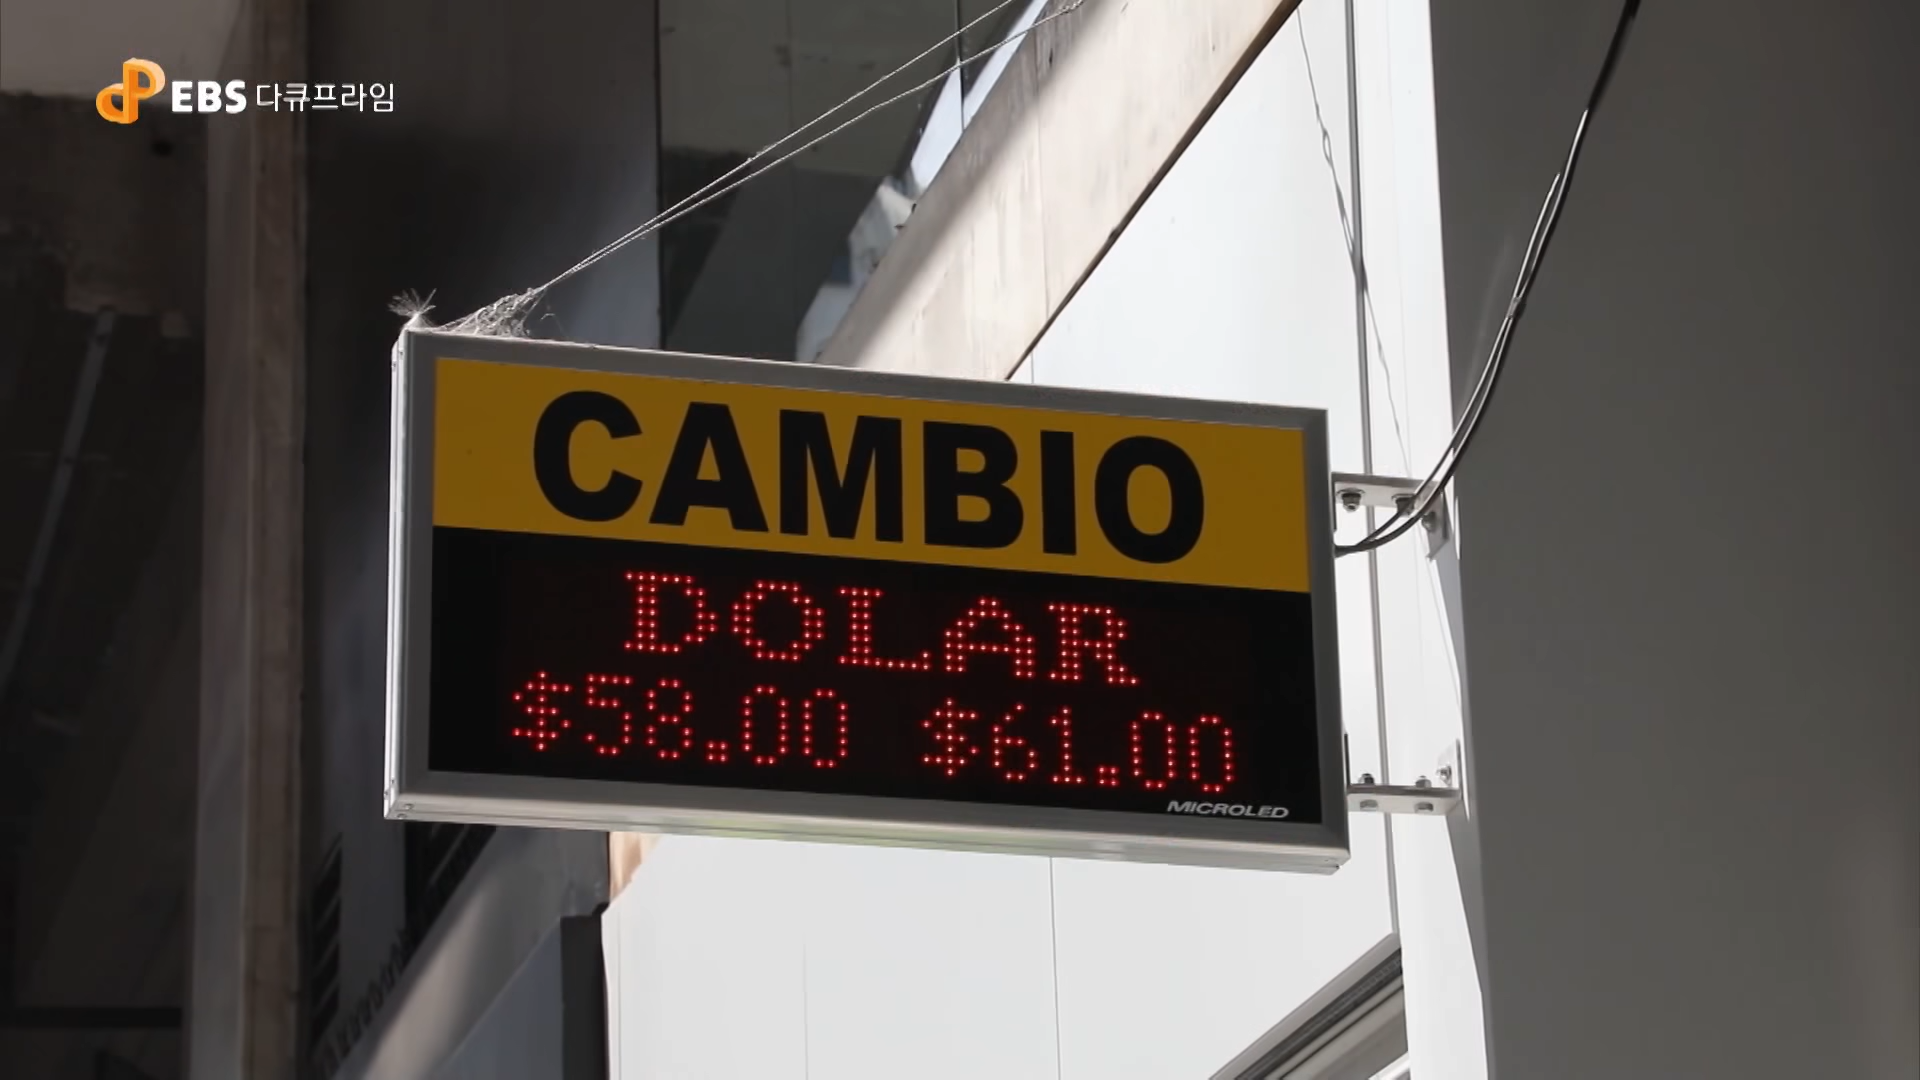 EBS 다큐프라임
CAMBIO
DOLAR
$58.00 $61.00
MICROLED